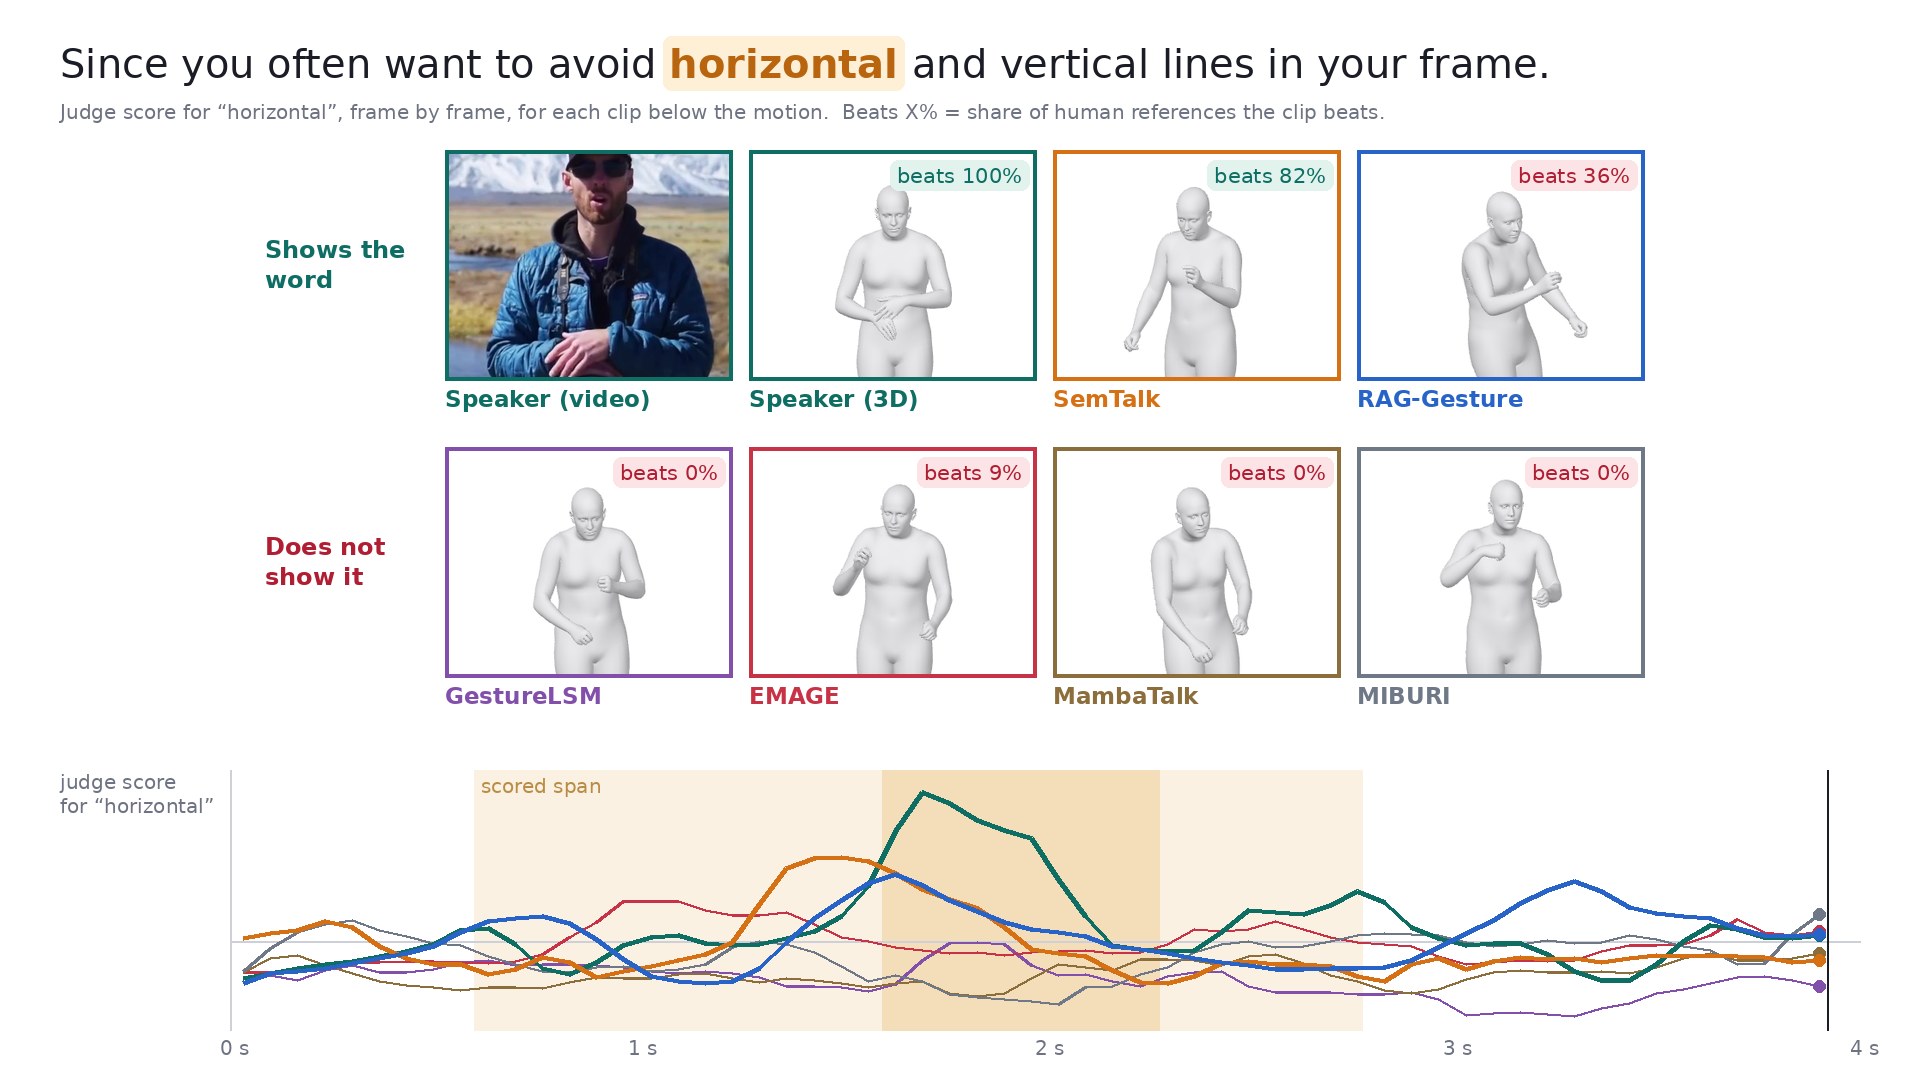 Since you often want to avoid horizontal and vertical lines in your frame.
Judge score for “horizontal”, frame by frame, for each clip below the motion.  Beats X% = share of human references the clip beats.
Shows the
word
beats 100%
beats 82%
beats 36%
Speaker (video)
Speaker (3D)
SemTalk
RAG-Gesture
Does not
show it
beats 0%
beats 9%
beats 0%
beats 0%
GestureLSM
EMAGE
MambaTalk
MIBURI
judge score
for “horizontal”
scored span
0 s
1 s
2 s
3 s
4 s